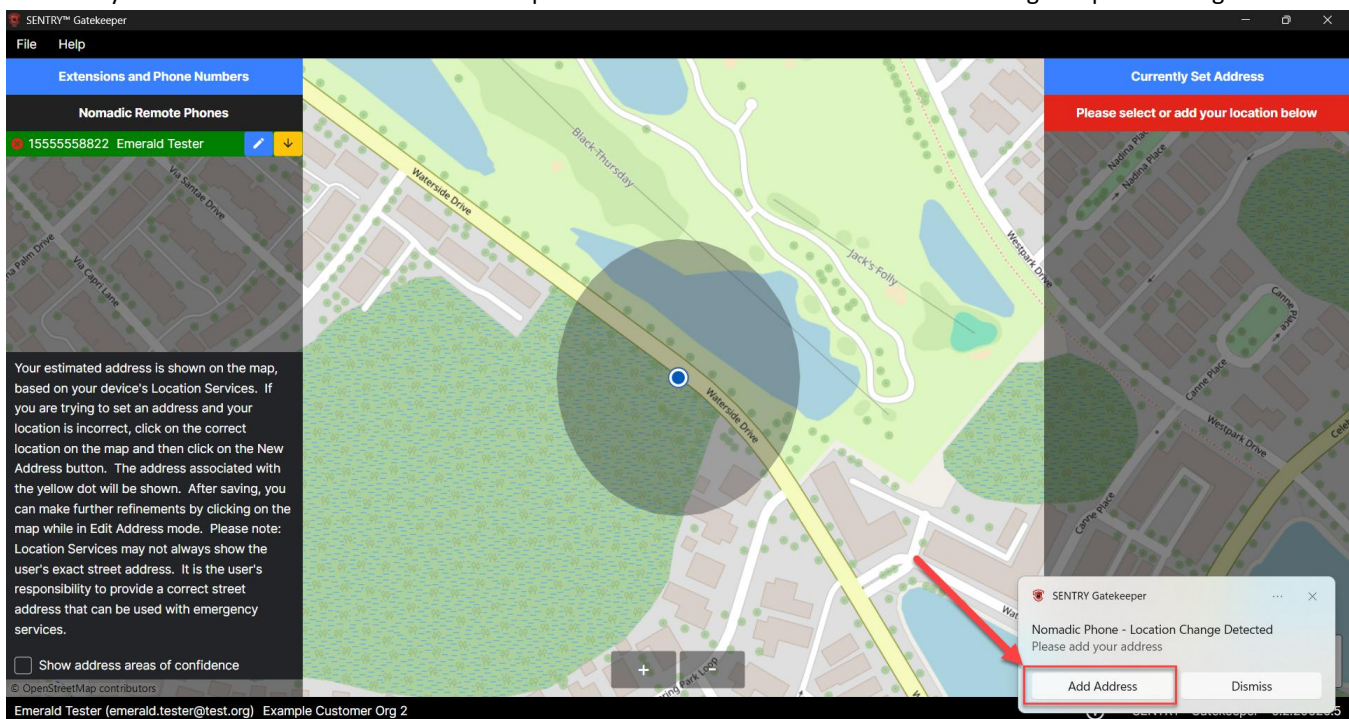 SENTRY™ Gatekeeper
File Help
Extensions and Phone Numbers
Nomadic Remote Phones
15555558822 Emerald Tester
Currently Set Address
Please select or add your location below
Via Santae Drive
na Palm Drive
Via Capri Lane
Black Thursday
Waterside Drive
Jack's Folly
Westpark Drive
Waterside Drive
Nadina Place
Nadina Place
Canne Place
Canne Place
Westpark Drive
Canne Place
Your estimated address is shown on the map,
based on your device's Location Services. If
you are trying to set an address and your
location is incorrect, click on the correct
location on the map and then click on the New
Address button. The address associated with
the yellow dot will be shown. After saving, you
can make further refinements by clicking on the
map while in Edit Address mode. Please note:
Location Services may not always show the
user's exact street address. It is the user's
responsibility to provide a correct street
address that can be used with emergency
services.
Show address areas of confidence
© OpenStreetMap contributors
+ -
SENTRY Gatekeeper
Nomadic Phone - Location Change Detected
Please add your address
Add Address Dismiss
Emerald Tester (emerald.tester@test.org) Example Customer Org 2